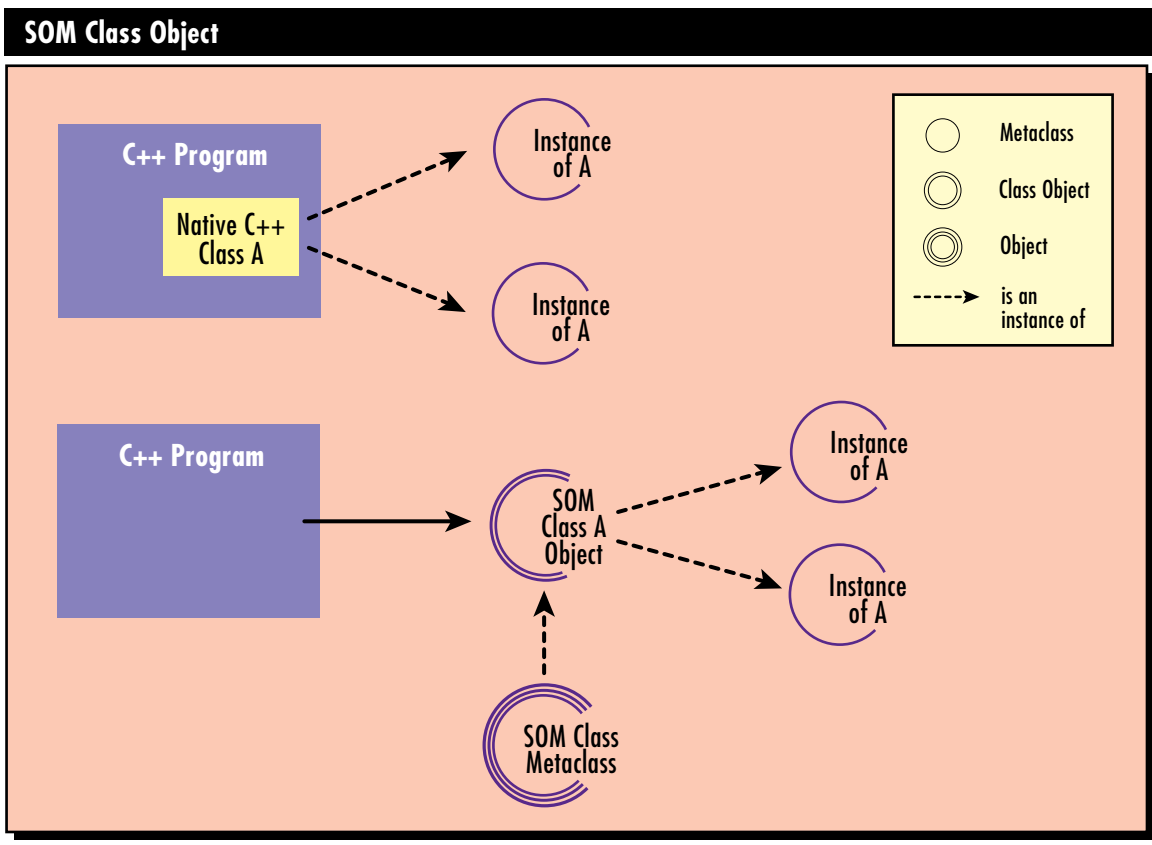 SOM Class Object
C++ Program
Native C++
Class A
Instance
of A
Instance
of A
Metaclass
Class Object
Object
is an
instance of
C++ Program
SOM
Class A
Object
Instance
of A
Instance
of A
SOM Class
Metaclass